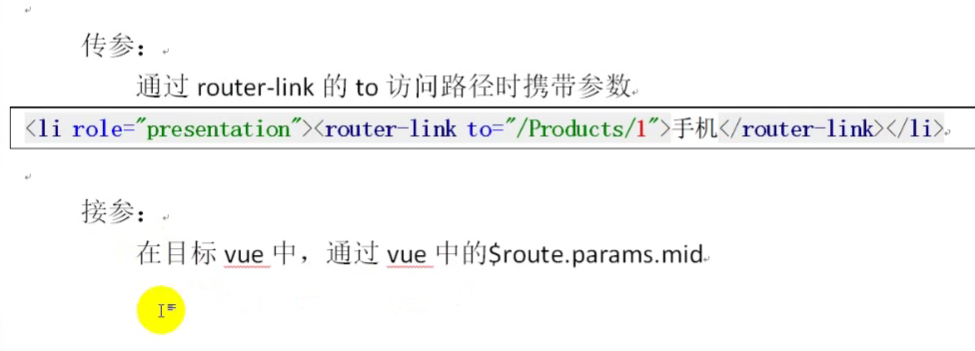 传参：
通过 router-link 的 to 访问路径时携带参数
<li role="presentation"><router-link to="/Products/1">手机</router-link></li>
接参：
在目标 vue 中，通过 vue 中的$route.params.mid